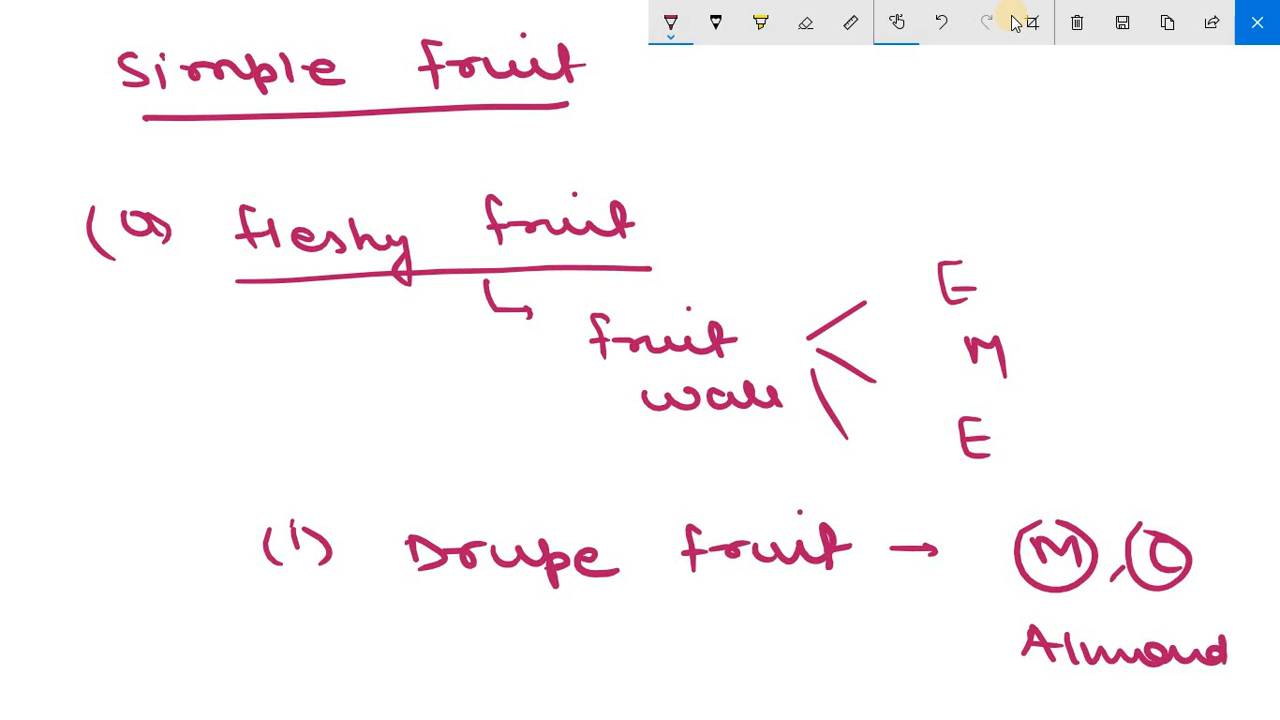 Simple fruit
(a) fleshy fruit
fruit wall
E
M
E
(i) Drupe fruit → (M), (C)
Almond